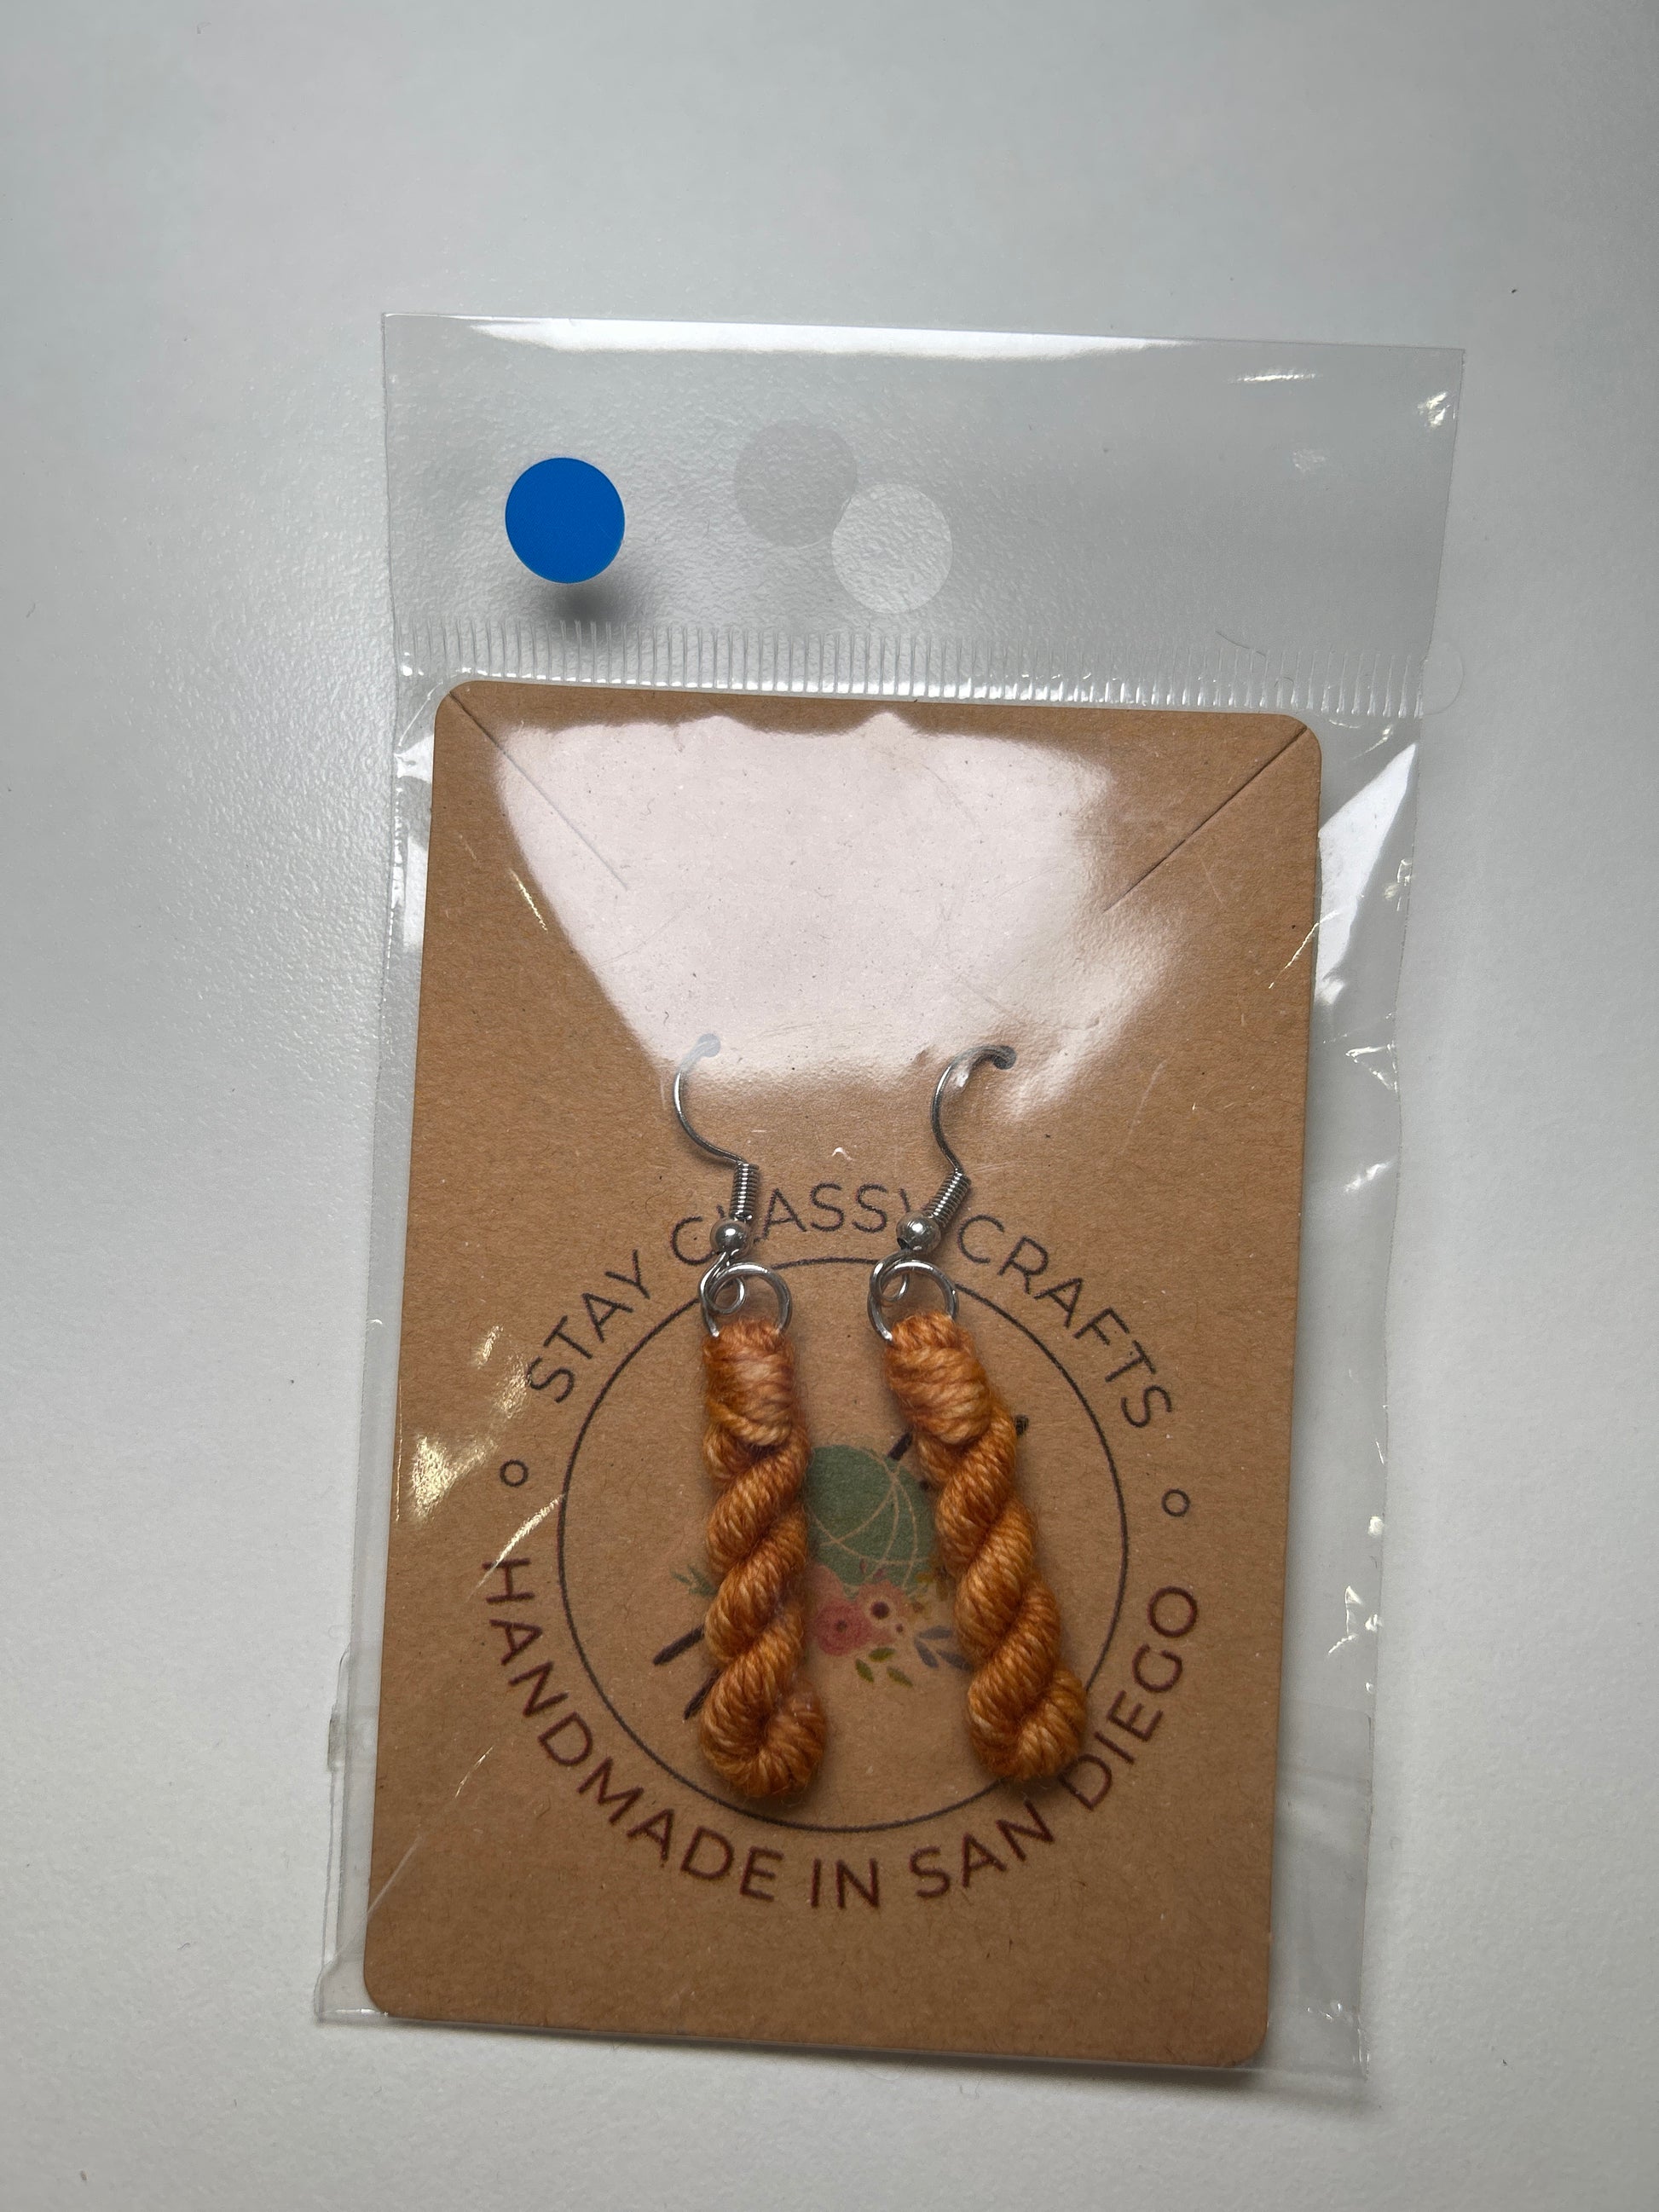 STAY CLASSY CRAFTS
HANDMADE IN SAN DIEGO